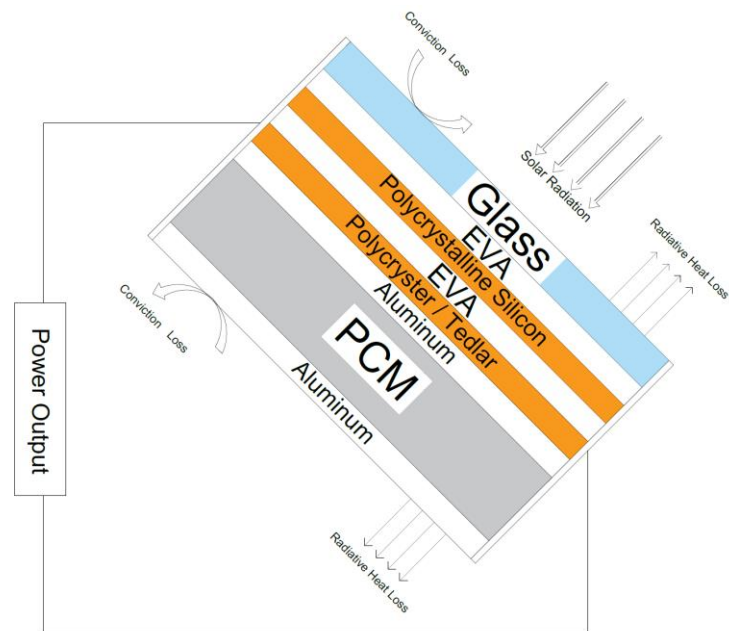 Conviction Loss
Solar Radiation
Radiative Heat Loss
Glass
EVA
Polycrystalline Silicon
EVA
Polycryster / Tedlar
Aluminum
PCM
Aluminum
Conviction Loss
Power Output
Radiative Heat Loss